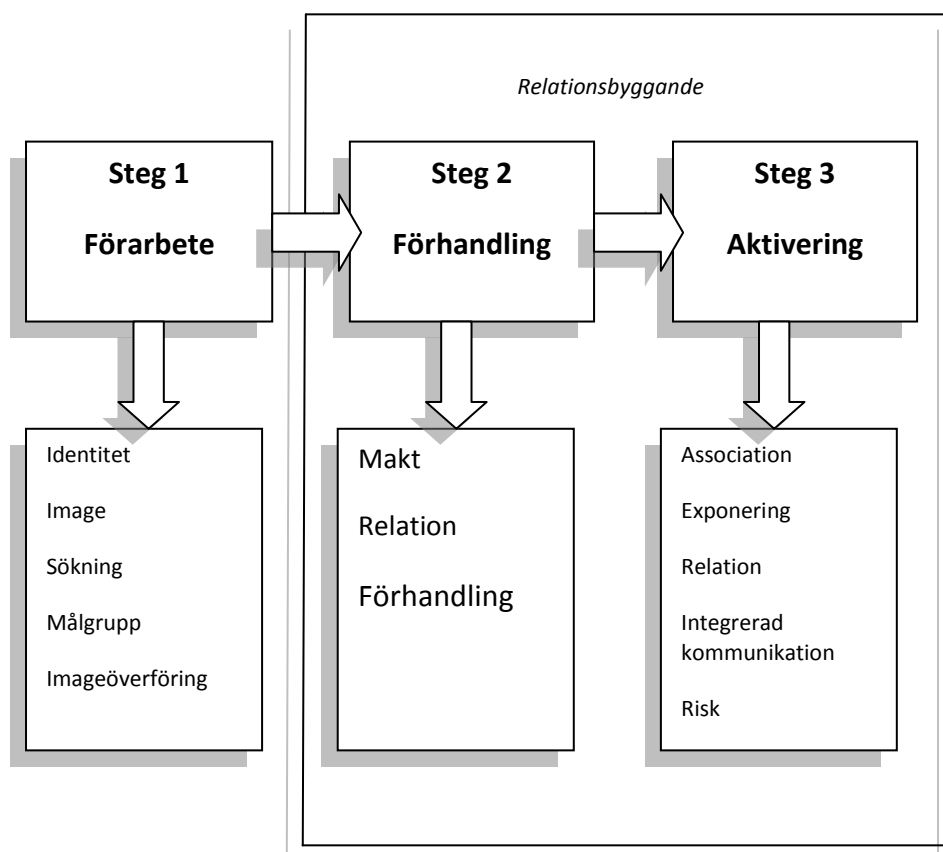 Relationsbyggande
Steg 1
Förarbete
Steg 2
Förhandling
Steg 3
Aktivering
Identitet
Image
Sökning
Målgrupp
Imageöverföring
Makt
Relation
Förhandling
Association
Exponering
Relation
Integrerad
kommunikation
Risk